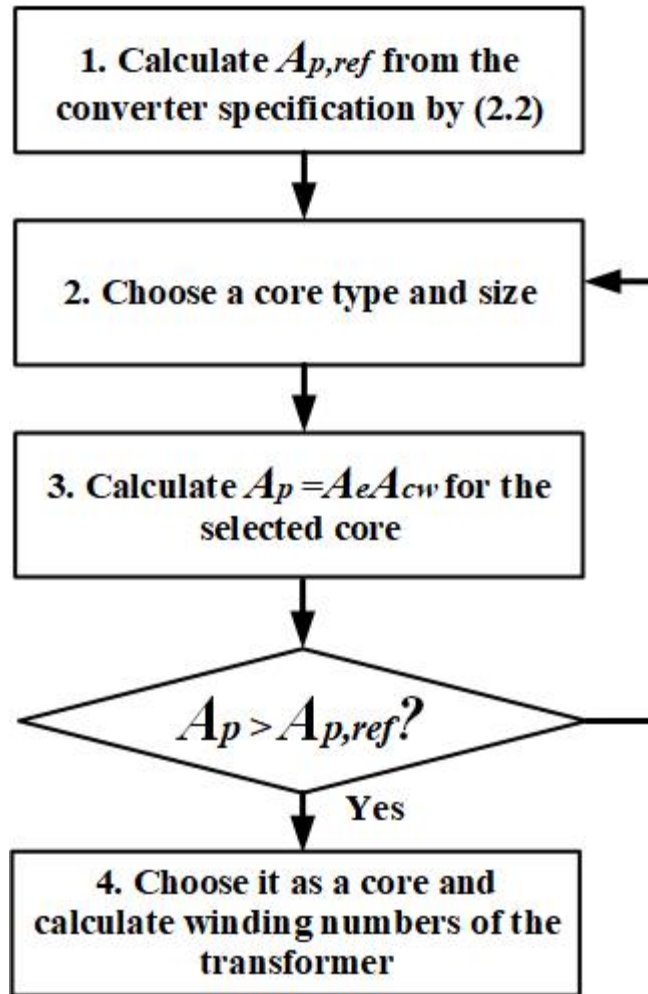 1. Calculate Ap,ref from the
converter specification by (2.2)
2. Choose a core type and size
3. Calculate Ap =AeAcw for the
selected core
Ap > Ap,ref?
Yes
4. Choose it as a core and
calculate winding numbers of the
transformer